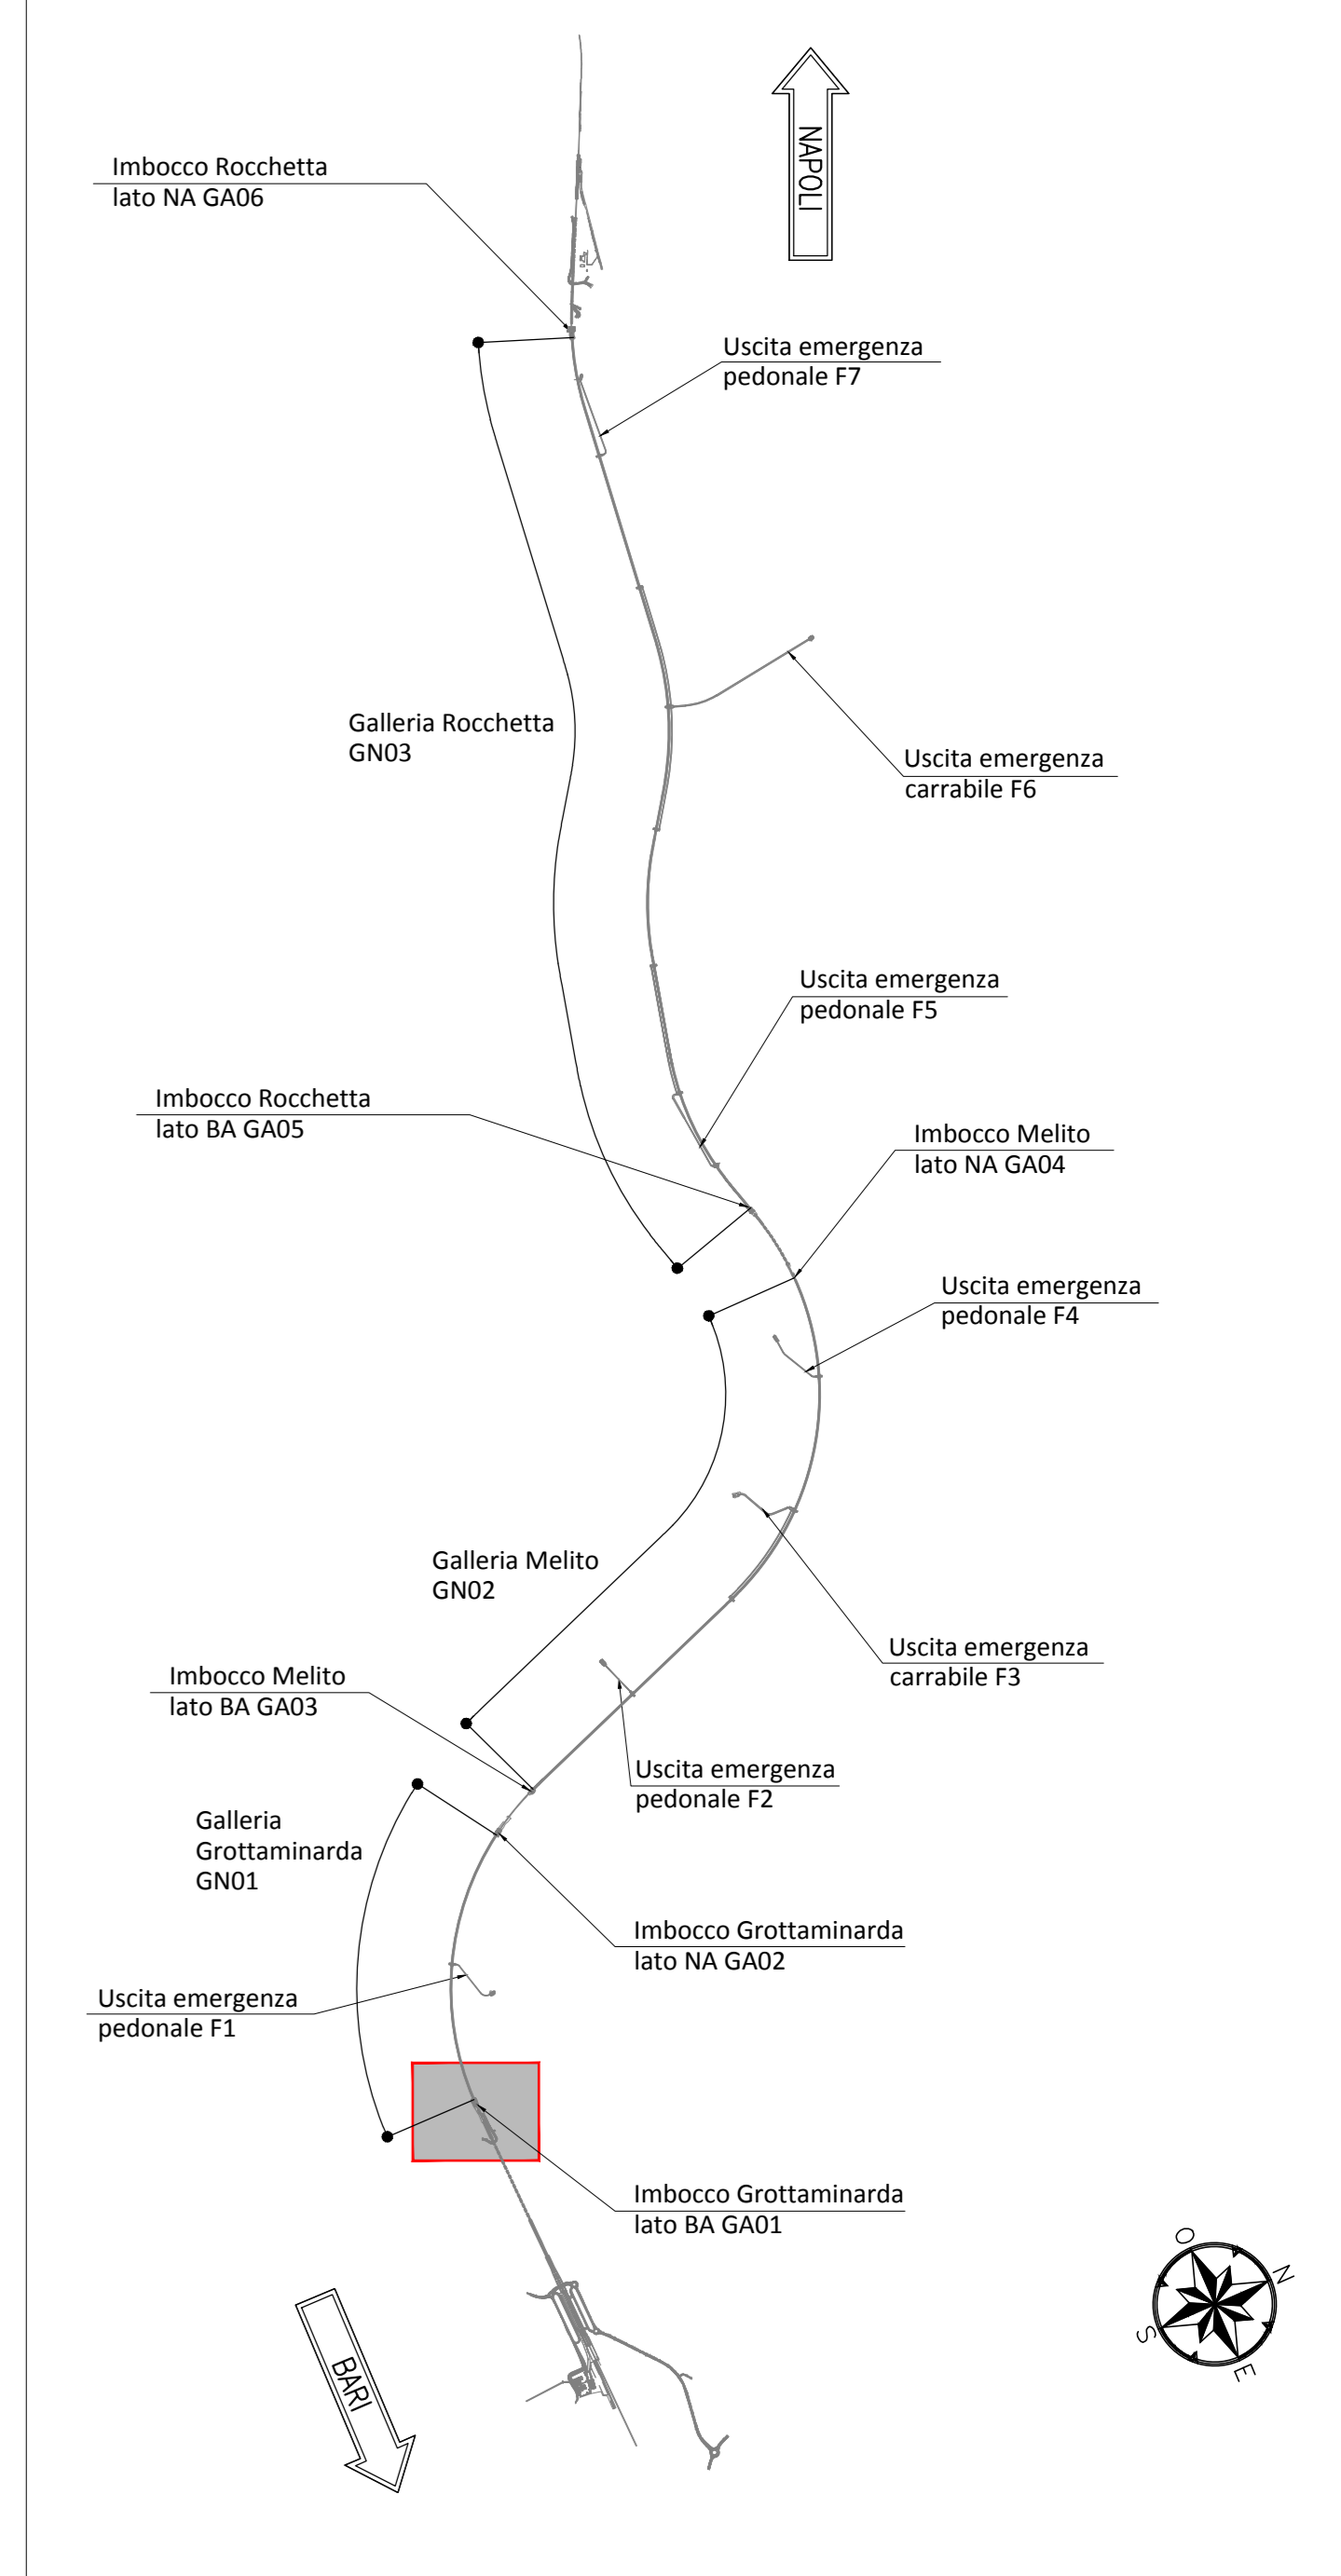 NAPOLI
Imbocco Rocchetta
lato NA GA06
Uscita emergenza
pedonale F7
Galleria Rocchetta
GN03
Uscita emergenza
carrabile F6
Uscita emergenza
pedonale F5
Imbocco Rocchetta
lato BA GA05
Imbocco Melito
lato NA GA04
Uscita emergenza
pedonale F4
Galleria Melito
GN02
Uscita emergenza
carrabile F3
Imbocco Melito
lato BA GA03
Uscita emergenza
pedonale F2
Galleria
Grottaminarda
GN01
Imbocco Grottaminarda
lato NA GA02
Uscita emergenza
pedonale F1
Imbocco Grottaminarda
lato BA GA01
BARI
O
N
S
E